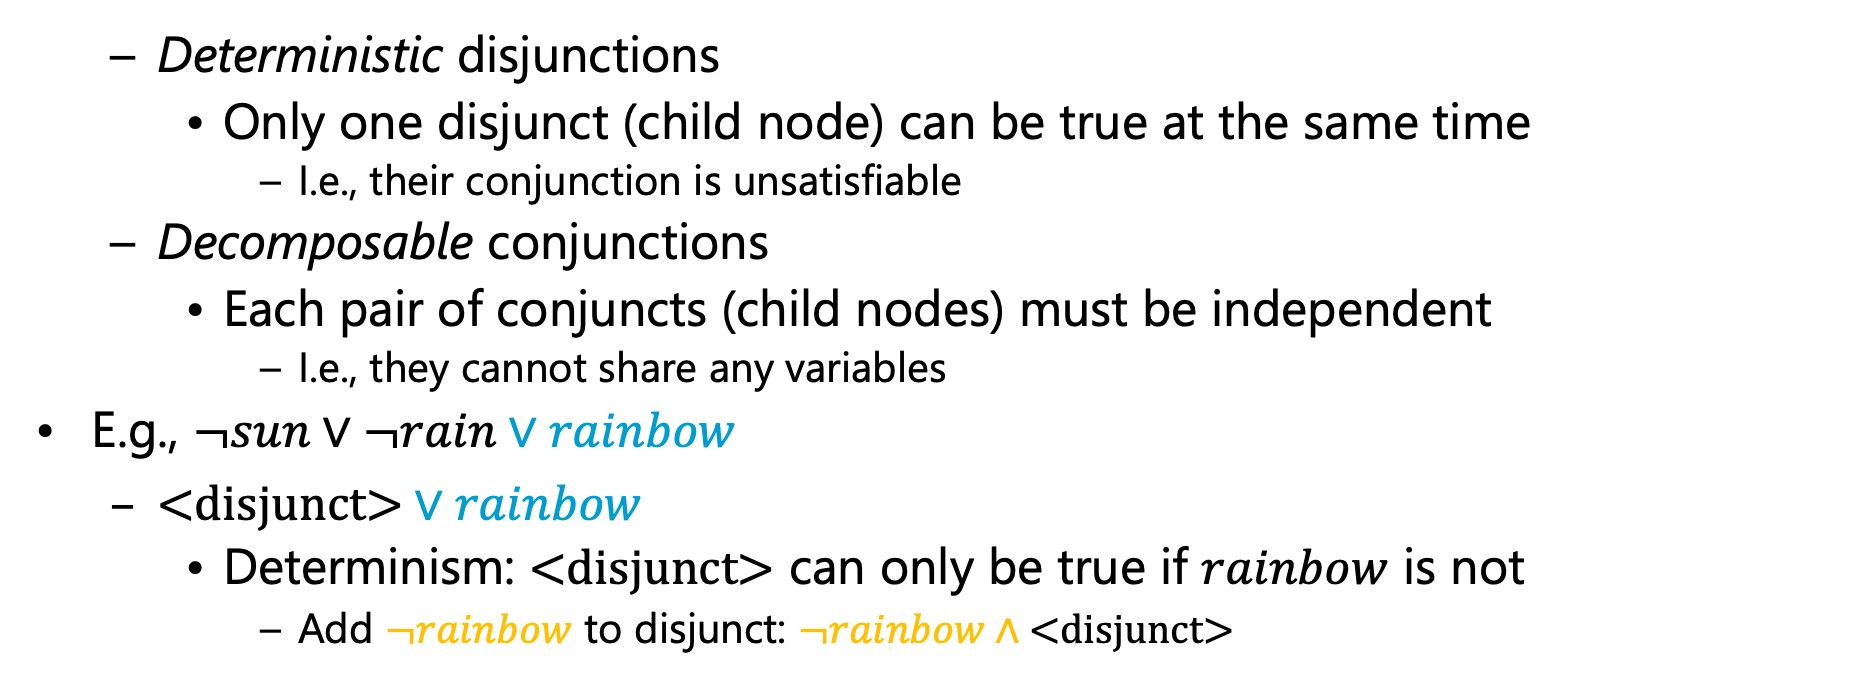 – Deterministic disjunctions
• Only one disjunct (child node) can be true at the same time
– I.e., their conjunction is unsatisfiable
– Decomposable conjunctions
• Each pair of conjuncts (child nodes) must be independent
– I.e., they cannot share any variables
• E.g., ¬sun ∨ ¬rain ∨ rainbow
– <disjunct> ∨ rainbow
• Determinism: <disjunct> can only be true if rainbow is not
– Add ¬rainbow to disjunct: ¬rainbow ∧ <disjunct>